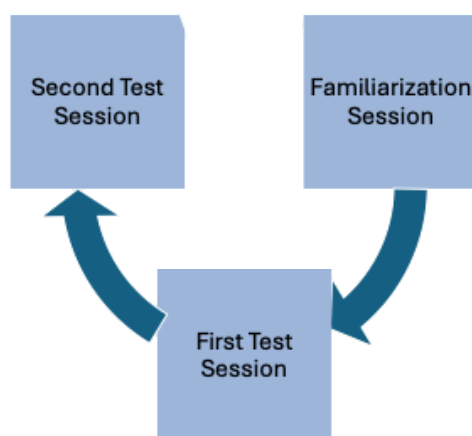 Second Test
Session
Familiarization
Session
First Test
Session